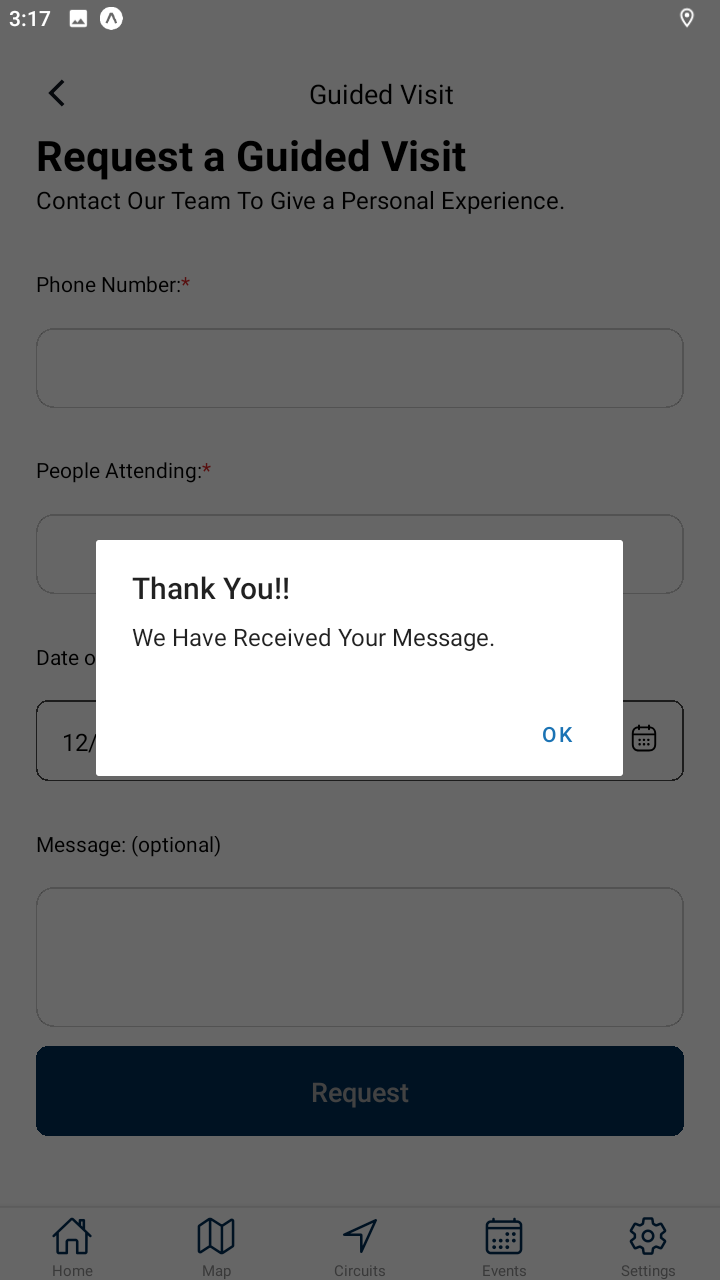 3:17
Guided Visit
Request a Guided Visit
Contact Our Team To Give a Personal Experience.
Phone Number:*
People Attending:*
Thank You!!
We Have Received Your Message.
Date o
OK
12/
Message: (optional)
Request
Home Map Circuits Events Settings